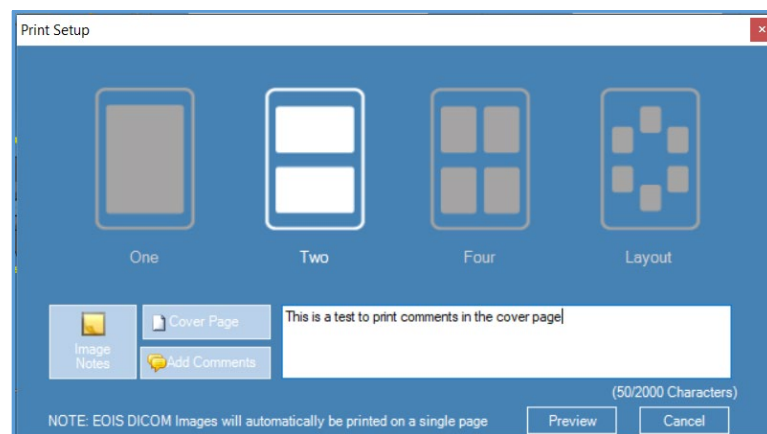 Print Setup
One
Two
Four
Layout
Image
Notes
Cover Page
Add Comments
This is a test to print comments in the cover page
(50/2000 Characters)
NOTE: EOIS DICOM Images will automatically be printed on a single page
Preview
Cancel